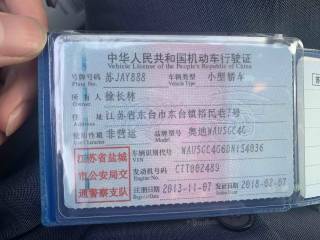 中华人民共和国机动车行驶证
Vehicle License of the People's Republic of China
号牌号码 苏JAY888 车辆类型 小型轿车
Plate No. Vehicle Type
所有人 徐长林
Owner
住址 江苏省东台市东台镇裕民巷7号
Address
使用性质 非营运 品牌型号 奥迪WAUSGC4G
Use Character Model
江苏省盐城
市公安局交
通警察支队
车辆识别代号 WAUSGC4G6DN154036
VIN
发动机号码 CTT002489
Engine No.
注册日期 2013-11-07 发证日期 2018-02-07
Register Date Issue Date